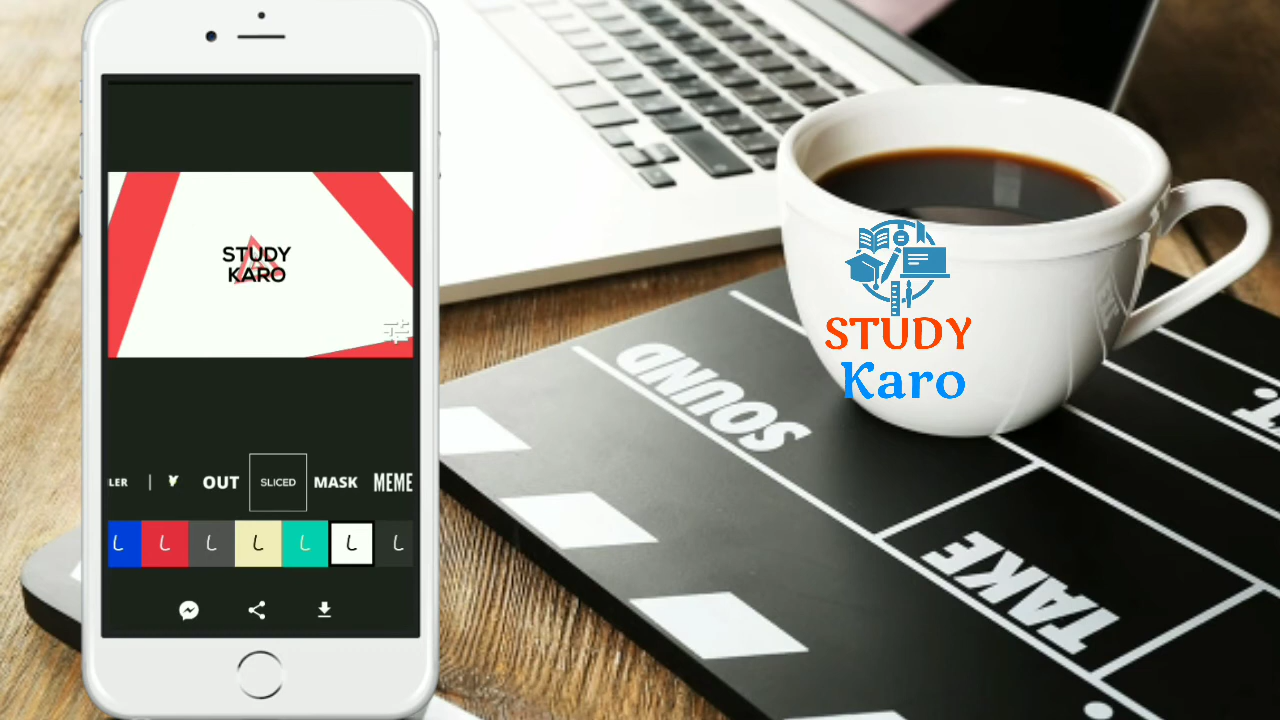 STUDY
KARO
LER
OUT
SLICED
MASK
MEME
L L L L L L L
STUDY
Karo
SOUND
TAKE